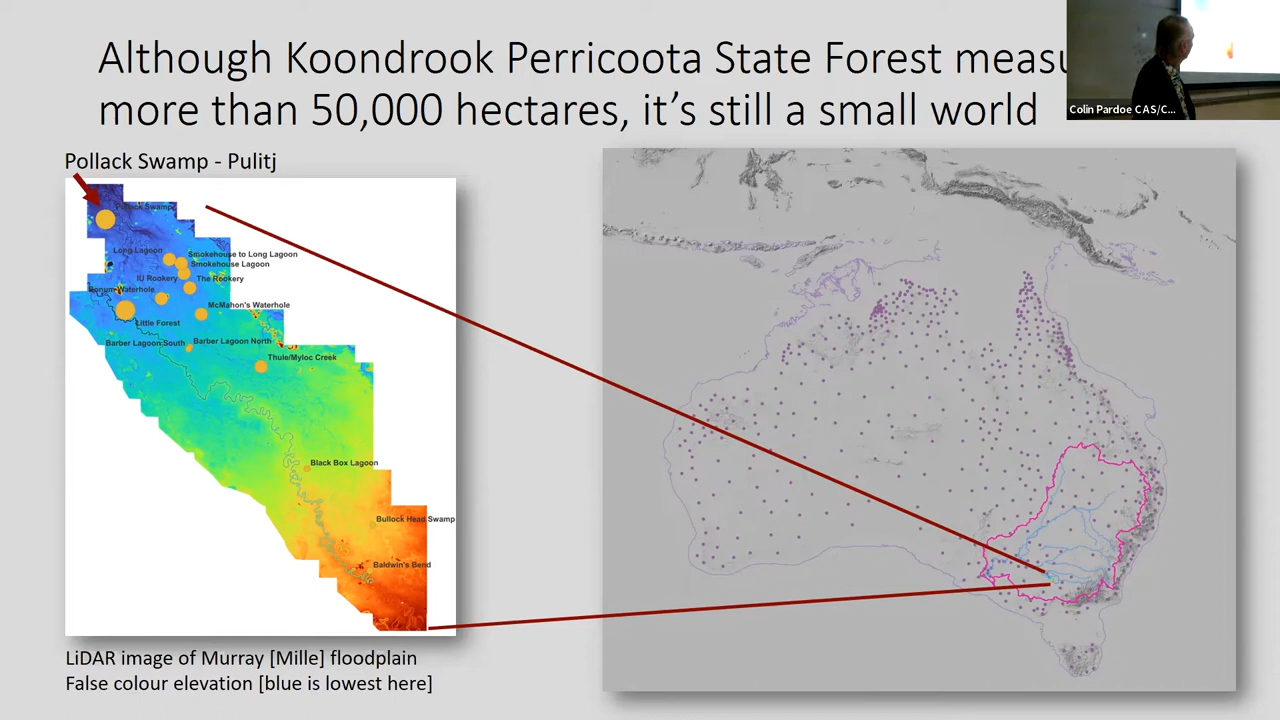 Although Koondrook Perricoota State Forest measu
more than 50,000 hectares, it's still a small world
Colin Pardoe CAS/C...
Pollack Swamp - Pulitj
Pollack Swamp
Long Lagoon
Smokehouse to Long Lagoon
Smokehouse Lagoon
IU Rookery
The Rookery
Bonum Waterhole
McMahon's Waterhole
Little Forest
Barber Lagoon South
Barber Lagoon North
Thule/Myloc Creek
Black Box Lagoon
Bullock Head Swamp
Baldwin's Bend
LiDAR image of Murray [Mille] floodplain
False colour elevation [blue is lowest here]